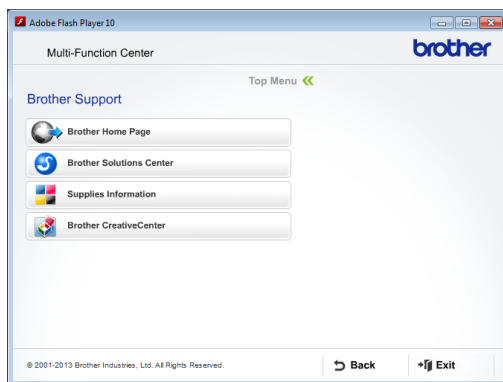 Adobe Flash Player 10
Multi-Function Center
brother
Top Menu
Brother Support
Brother Home Page
Brother Solutions Center
Supplies Information
Brother CreativeCenter
© 2001-2013 Brother Industries, Ltd. All Rights Reserved.
Back
Exit